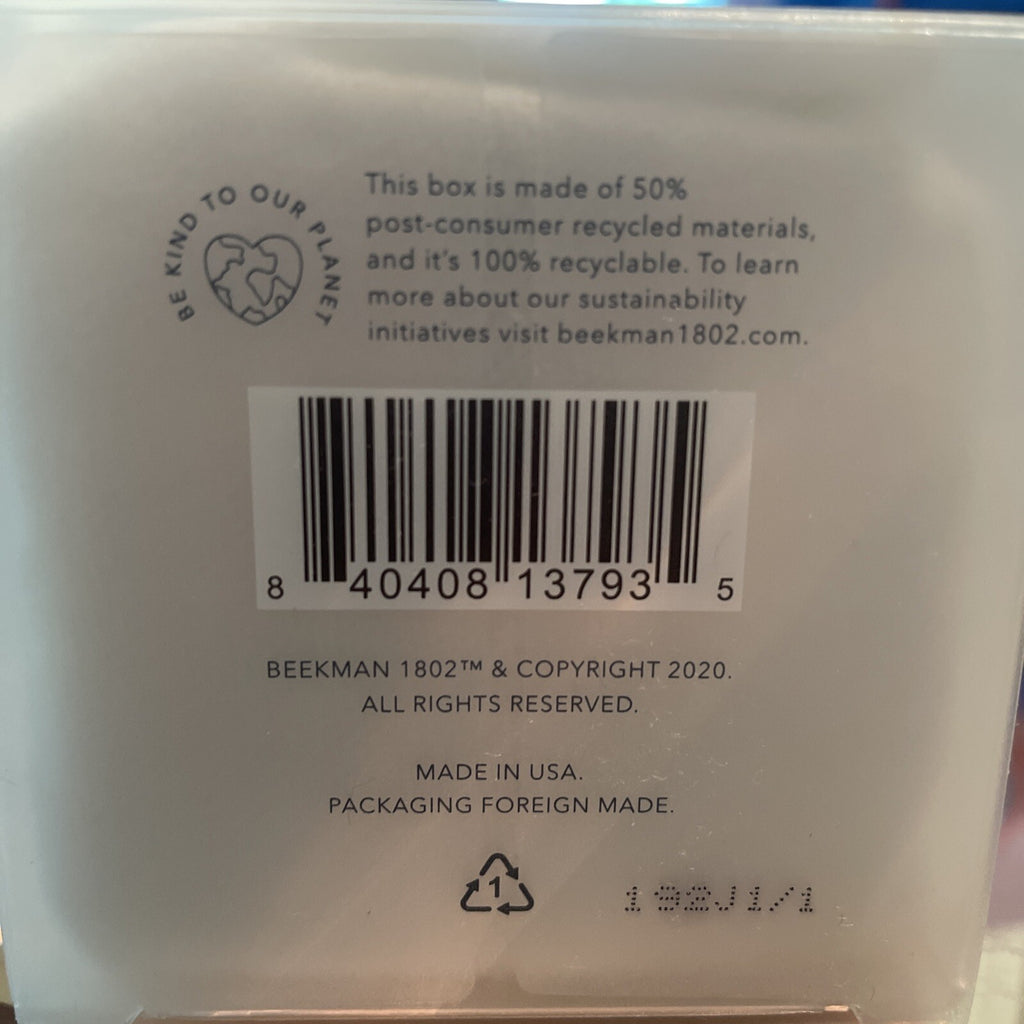 BE KIND TO OUR PLANET
This box is made of 50%
post-consumer recycled materials,
and it's 100% recyclable. To learn
more about our sustainability
initiatives visit beekman1802.com.
8 40408 13793 5
BEEKMAN 1802™ & COPYRIGHT 2020.
ALL RIGHTS RESERVED.
MADE IN USA.
PACKAGING FOREIGN MADE.
1